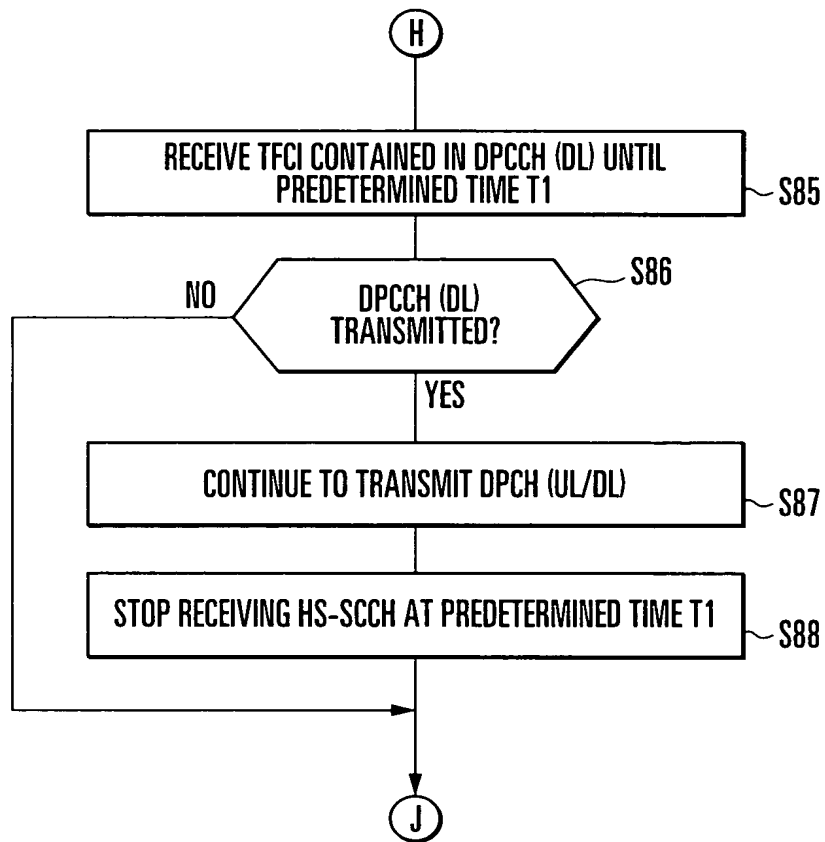 H
RECEIVE TFCI CONTAINED IN DPCCH (DL) UNTIL
PREDETERMINED TIME T1
S85
NO
DPCCH (DL)
TRANSMITTED?
S86
YES
CONTINUE TO TRANSMIT DPCH (UL/DL)
S87
STOP RECEIVING HS-SCCH AT PREDETERMINED TIME T1
S88
J